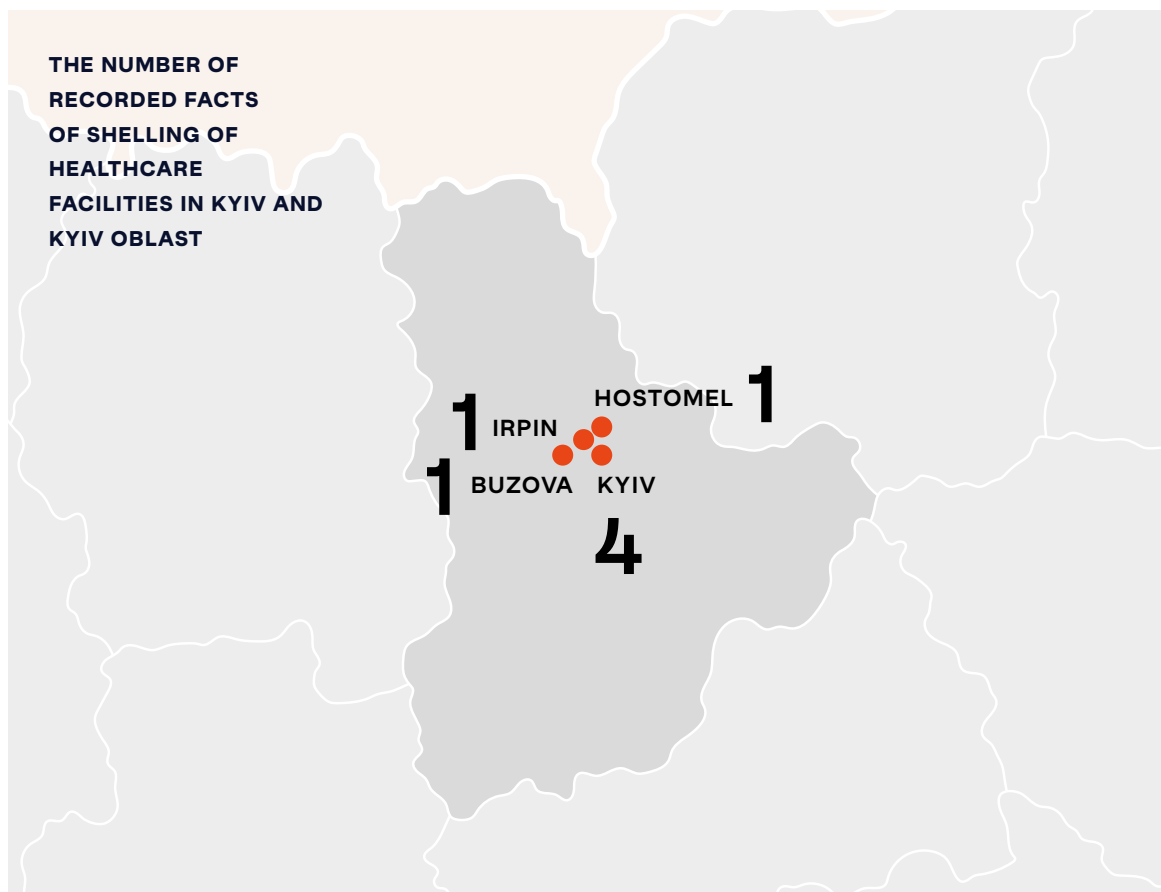 THE NUMBER OF
RECORDED FACTS
OF SHELLING OF
HEALTHCARE
FACILITIES IN KYIV AND
KYIV OBLAST
HOSTOMEL 1
1 IRPIN
1 BUZOVA
KYIV
4